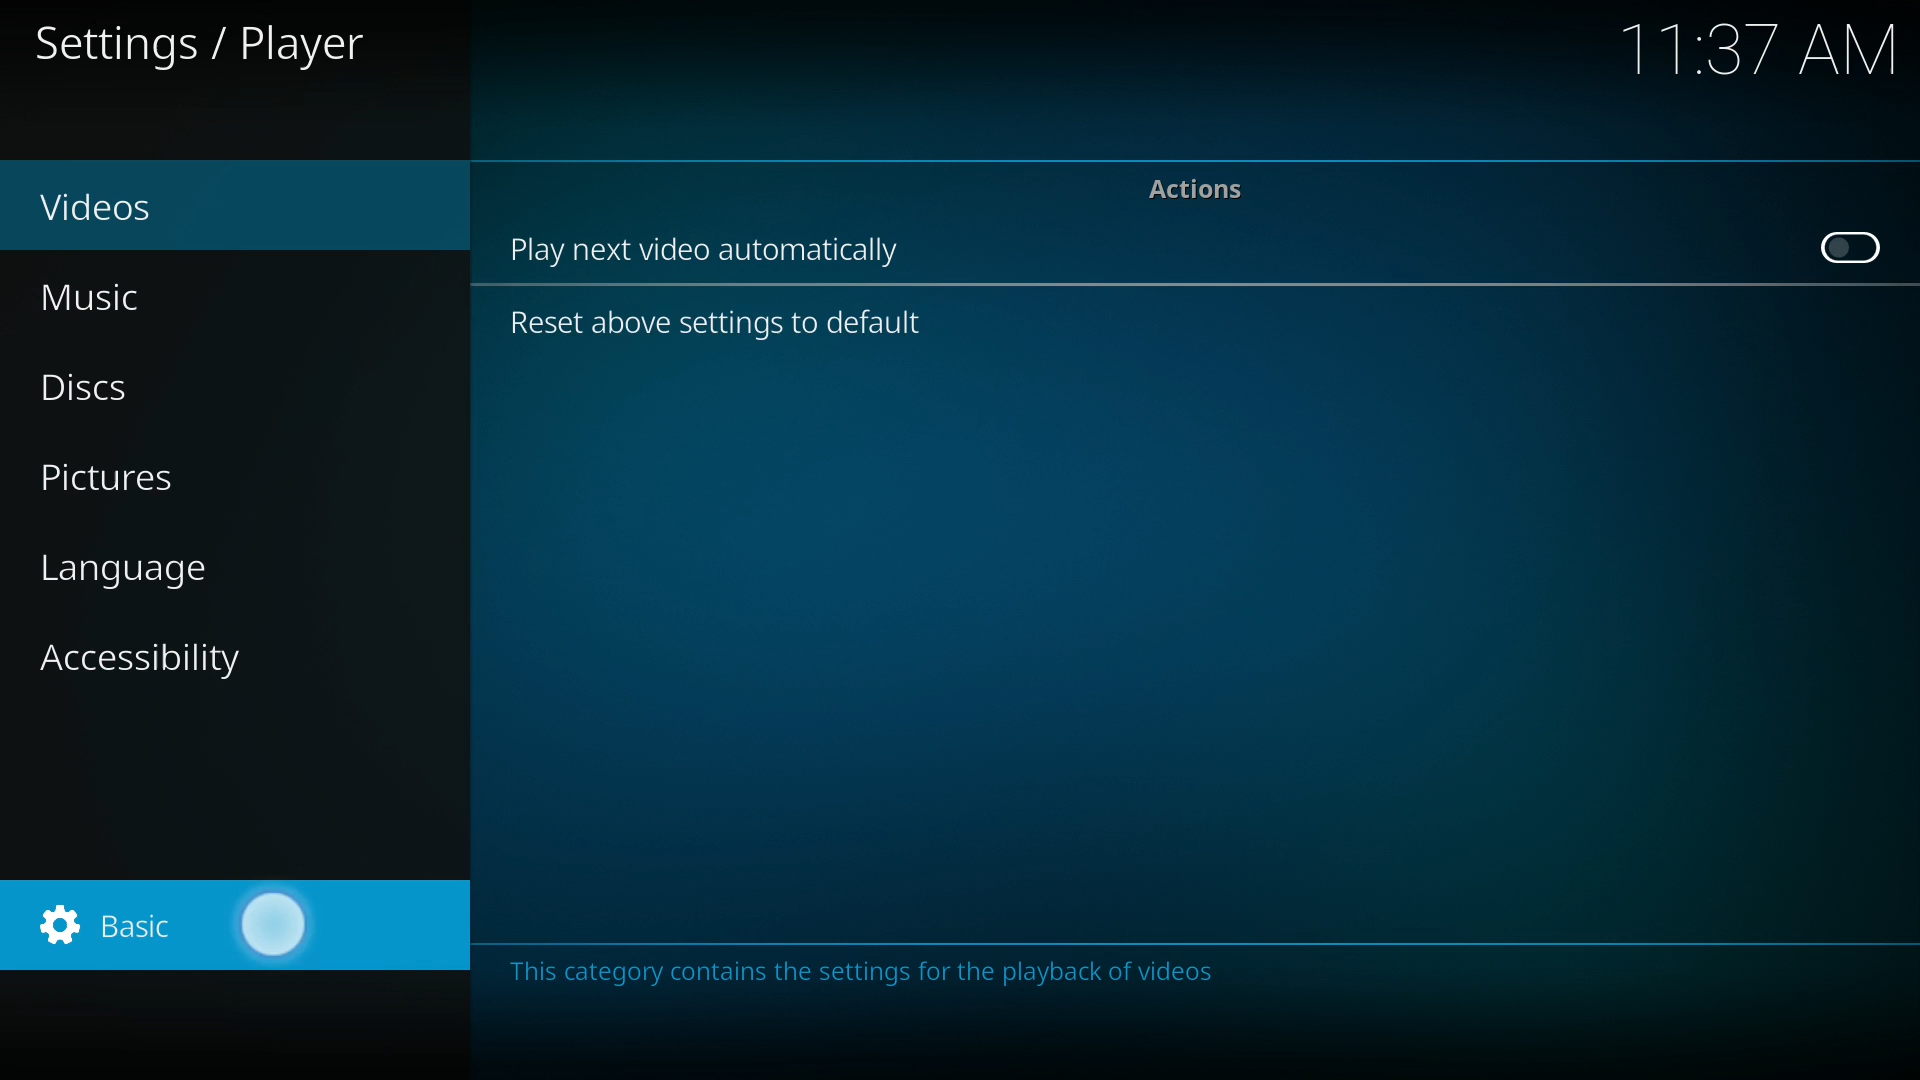 Settings / Player
11:37 AM
Videos
Music
Discs
Pictures
Language
Accessibility
Basic
Actions
Play next video automatically
Reset above settings to default
This category contains the settings for the playback of videos